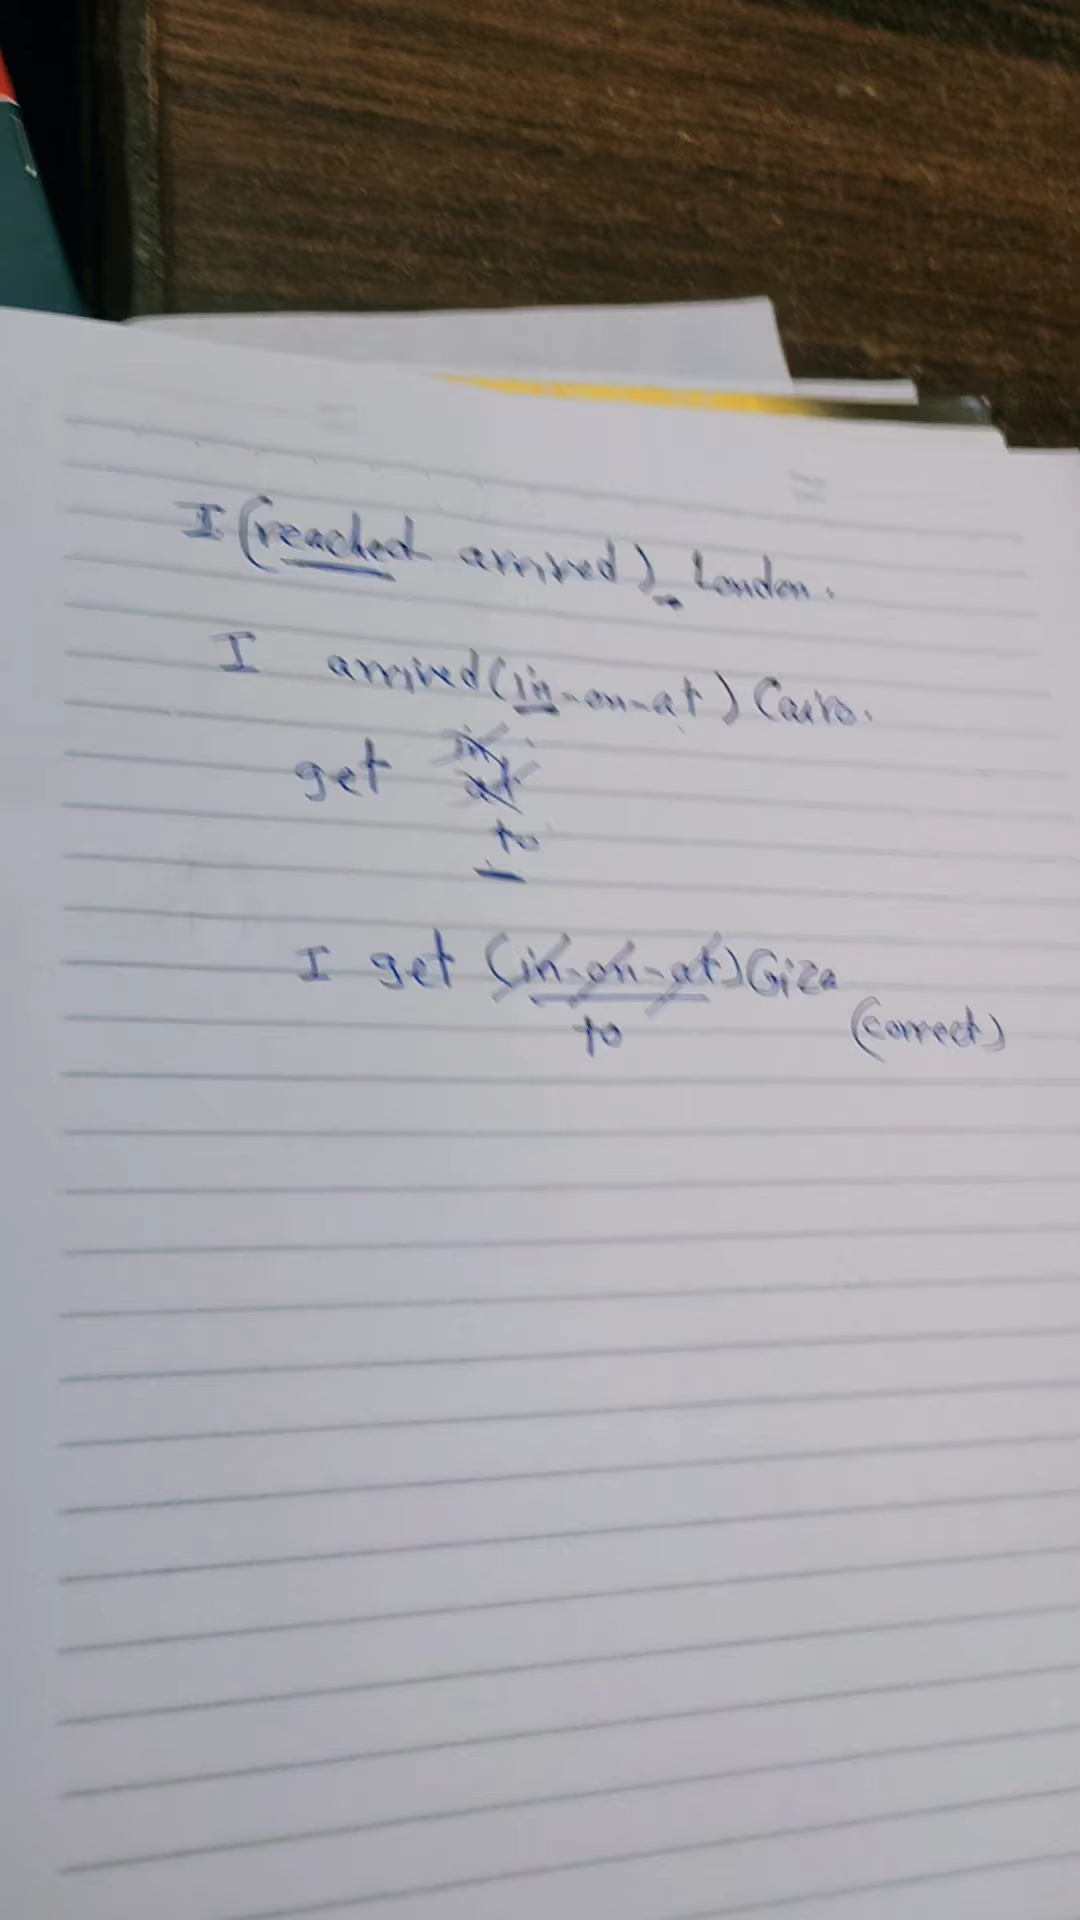 I (reached arrived) London.
I arrived (in-on-at) Cairo.
get in
at
to
I get (in-on-at) Giza
to (correct)